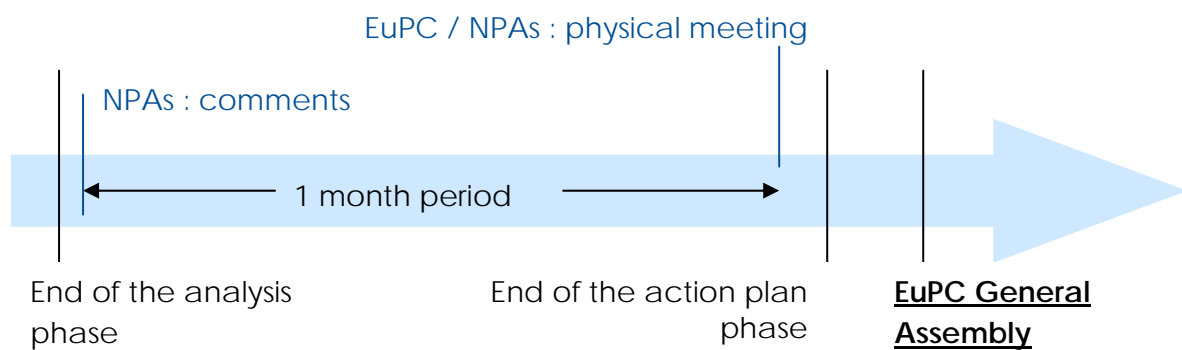 EuPC / NPAs : physical meeting
NPAs : comments
1 month period
End of the analysis
phase
End of the action plan
phase
EuPC General
Assembly